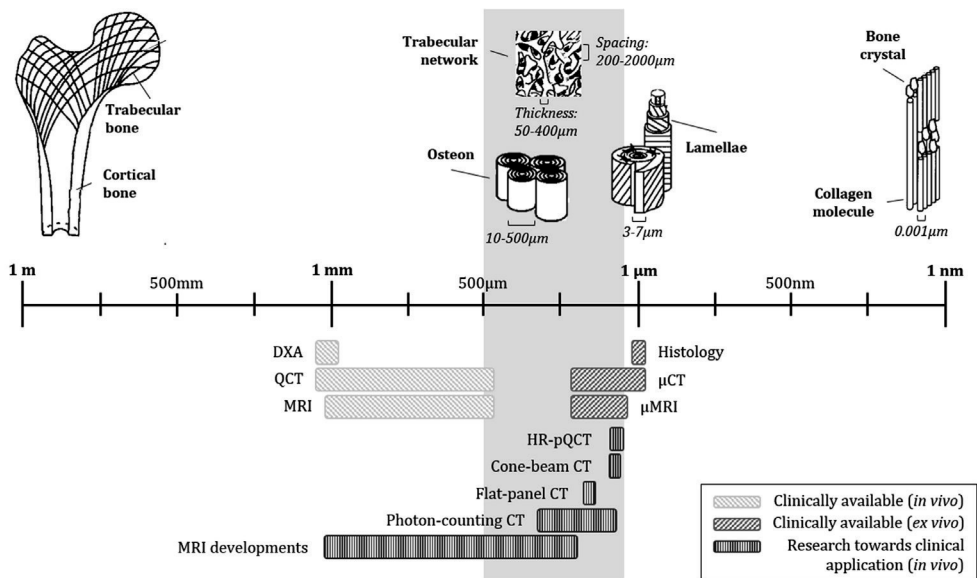 Trabecular
bone
Cortical
bone
Trabecular
network
Spacing:
200-2000µm
Thickness:
50-400µm
Osteon
10-500µm
Lamellae
3-7µm
Bone
crystal
Collagen
molecule
0.001µm
1 m
500mm
1 mm
500µm
1 µm
500nm
1 nm
DXA
QCT
MRI
Histology
µCT
µMRI
HR-pQCT
Cone-beam CT
Flat-panel CT
Photon-counting CT
MRI developments
Clinically available (in vivo)
Clinically available (ex vivo)
Research towards clinical
application (in vivo)